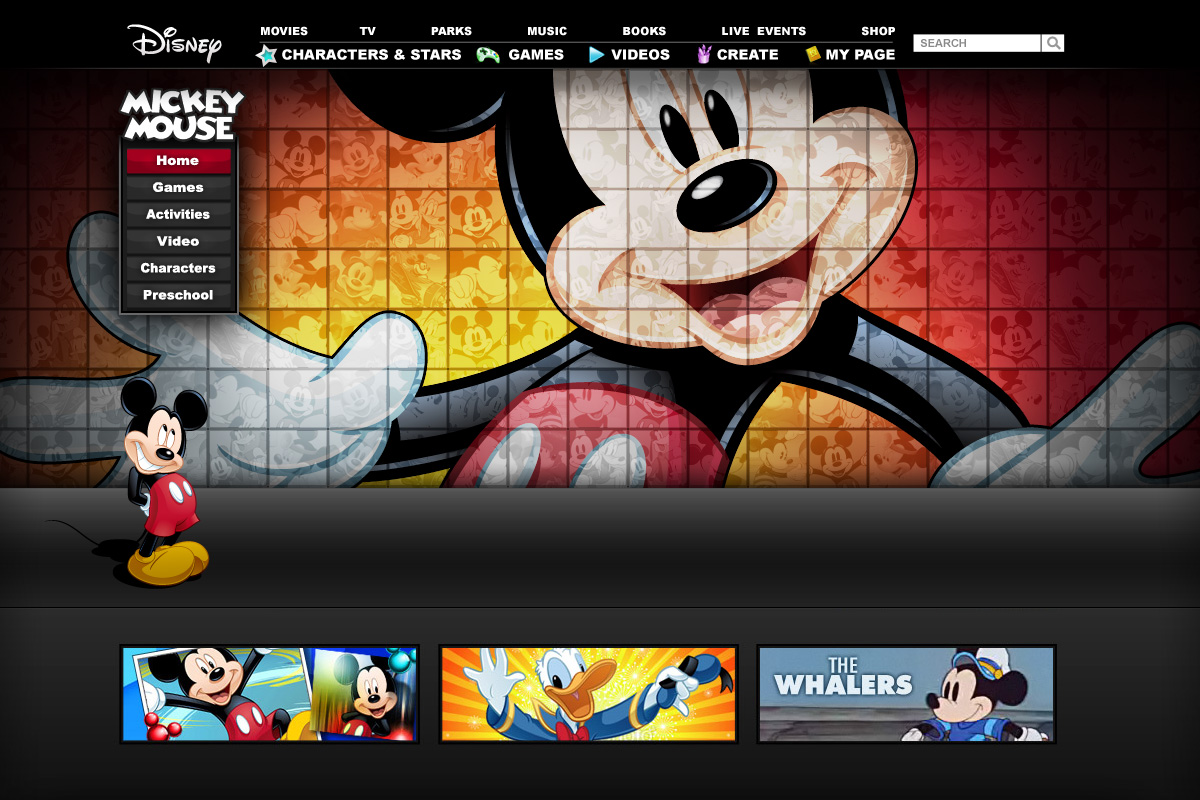 Disney
MOVIES TV PARKS MUSIC BOOKS LIVE EVENTS SHOP
CHARACTERS & STARS GAMES VIDEOS CREATE MY PAGE
SEARCH
MICKEY
MOUSE
Home
Games
Activities
Video
Characters
Preschool
THE
WHALERS